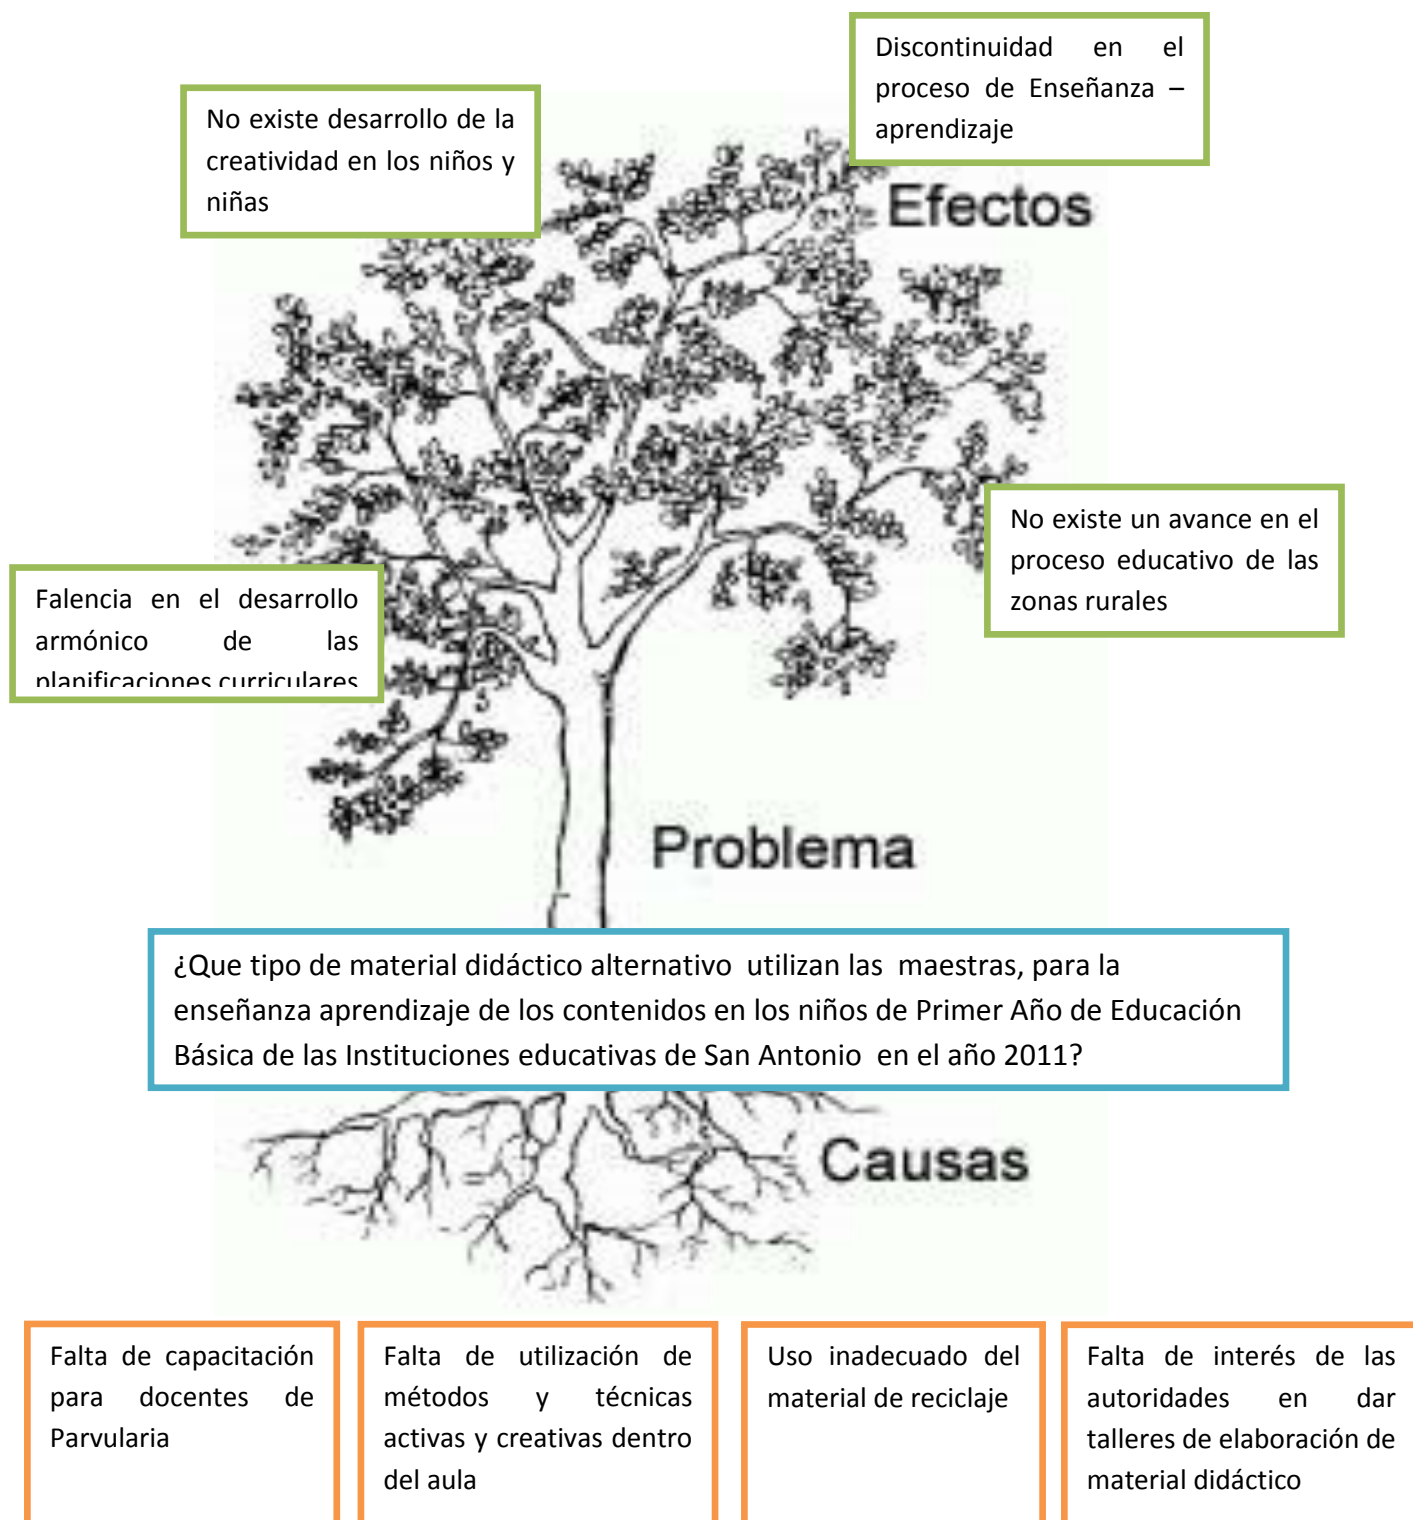 Discontinuidad en el
proceso de Enseñanza –
aprendizaje
No existe desarrollo de la
creatividad en los niños y
niñas
Efectos
No existe un avance en el
proceso educativo de las
zonas rurales
Falencia en el desarrollo
armónico de las
planificaciones curriculares
Problema
¿Que tipo de material didáctico alternativo utilizan las maestras, para la
enseñanza aprendizaje de los contenidos en los niños de Primer Año de Educación
Básica de las Instituciones educativas de San Antonio en el año 2011?
Causas
Falta de capacitación
para docentes de
Parvularia
Falta de utilización de
métodos y técnicas
activas y creativas dentro
del aula
Uso inadecuado del
material de reciclaje
Falta de interés de las
autoridades en dar
talleres de elaboración de
material didáctico